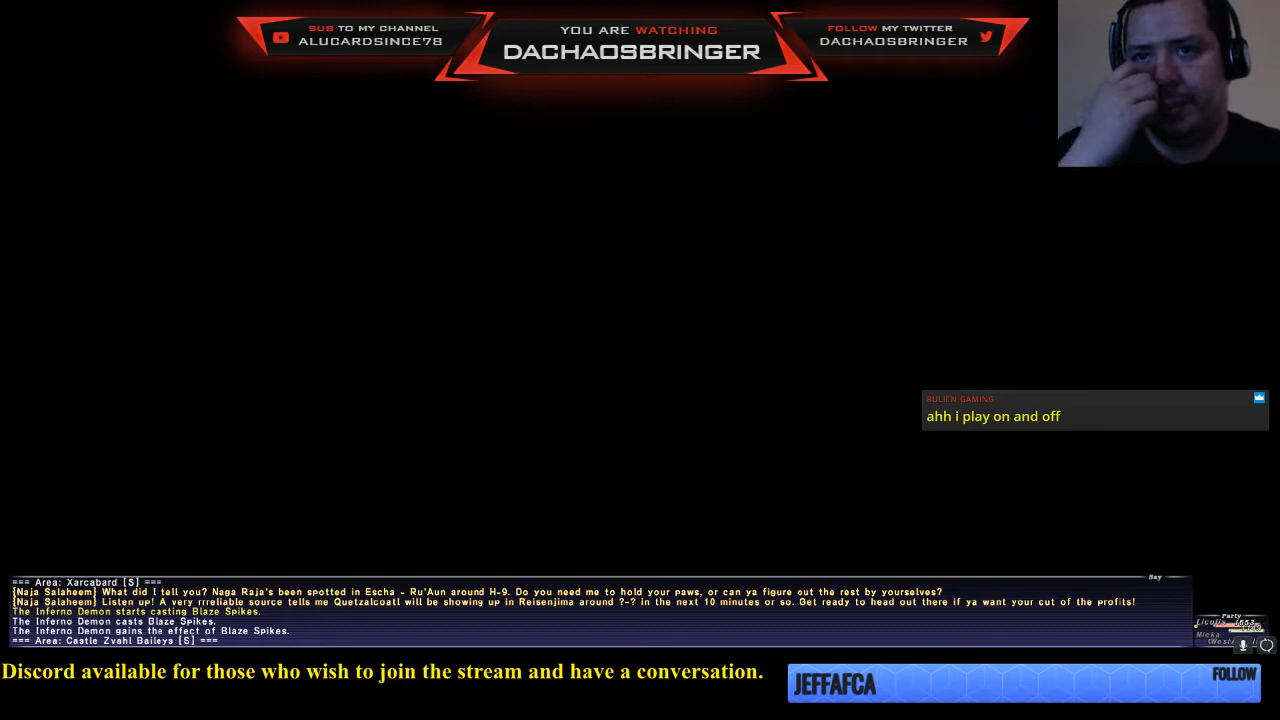 SUB TO MY CHANNEL
ALUCARDSINCE78
YOU ARE WATCHING
DACHAOSBRINGER
FOLLOW MY TWITTER
DACHAOSBRINGER
RULIEN GAMING
ahh i play on and off
Say
=== Area: Xarcabard [S] ===
{Naja Salaheem} What did I tell you? Naga Raja's been spotted in Escha - Ru'Aun around H-9. Do you need me to hold your paws, or can ya figure out the rest by yourselves?
{Naja Salaheem} Listen up! A very rrreliable source tells me Quetzalcoatl will be showing up in Reisenjima around ?-? in the next 10 minutes or so. Get ready to head out there if ya want your cut of the profits!
The Inferno Demon starts casting Blaze Spikes.
The Inferno Demon casts Blaze Spikes.
The Inferno Demon gains the effect of Blaze Spikes.
=== Area: Castle Zvahl Baileys [S] ===
Party
Discord available for those who wish to join the stream and have a conversation.
JEFFAFCA
FOLLOW